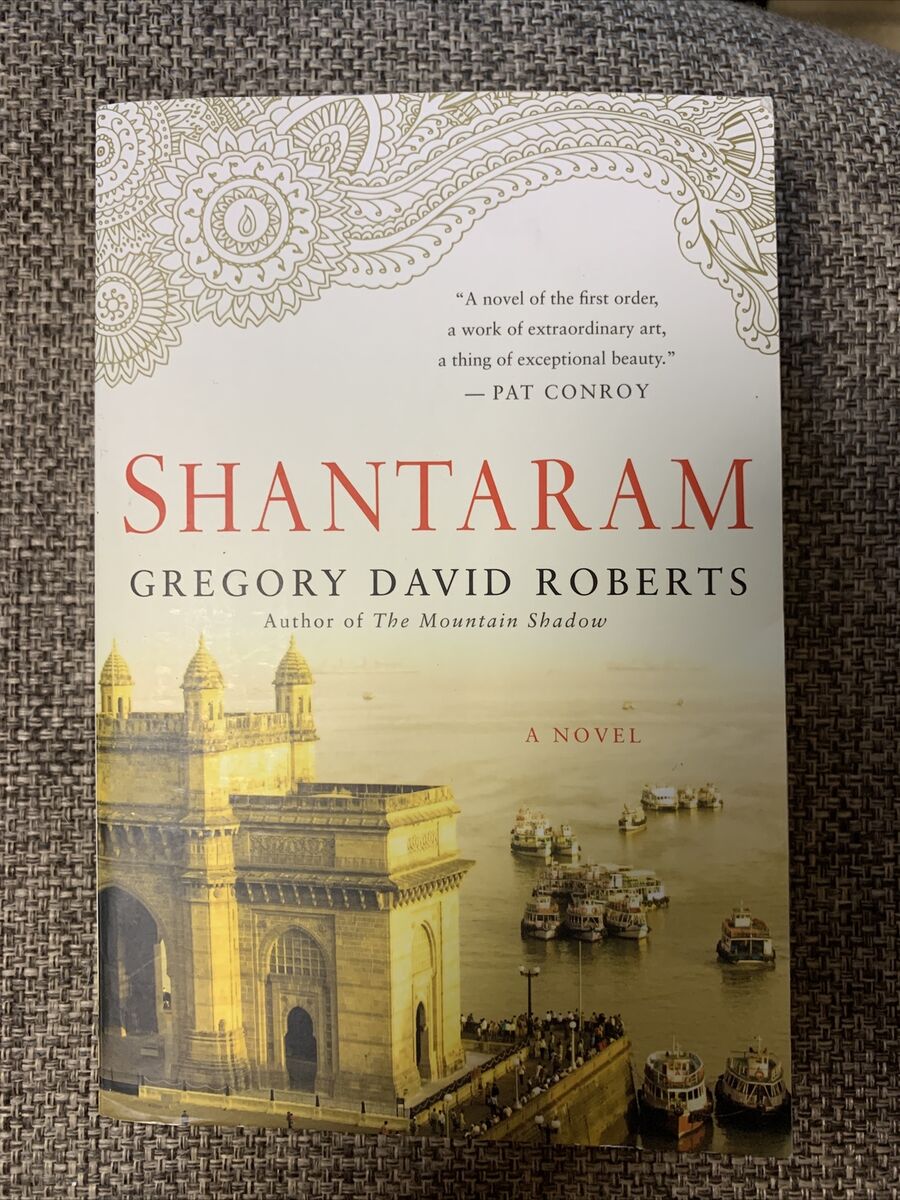 “A novel of the first order,
a work of extraordinary art,
a thing of exceptional beauty.”
— PAT CONROY
SHANTARAM
GREGORY DAVID ROBERTS
Author of The Mountain Shadow
A NOVEL